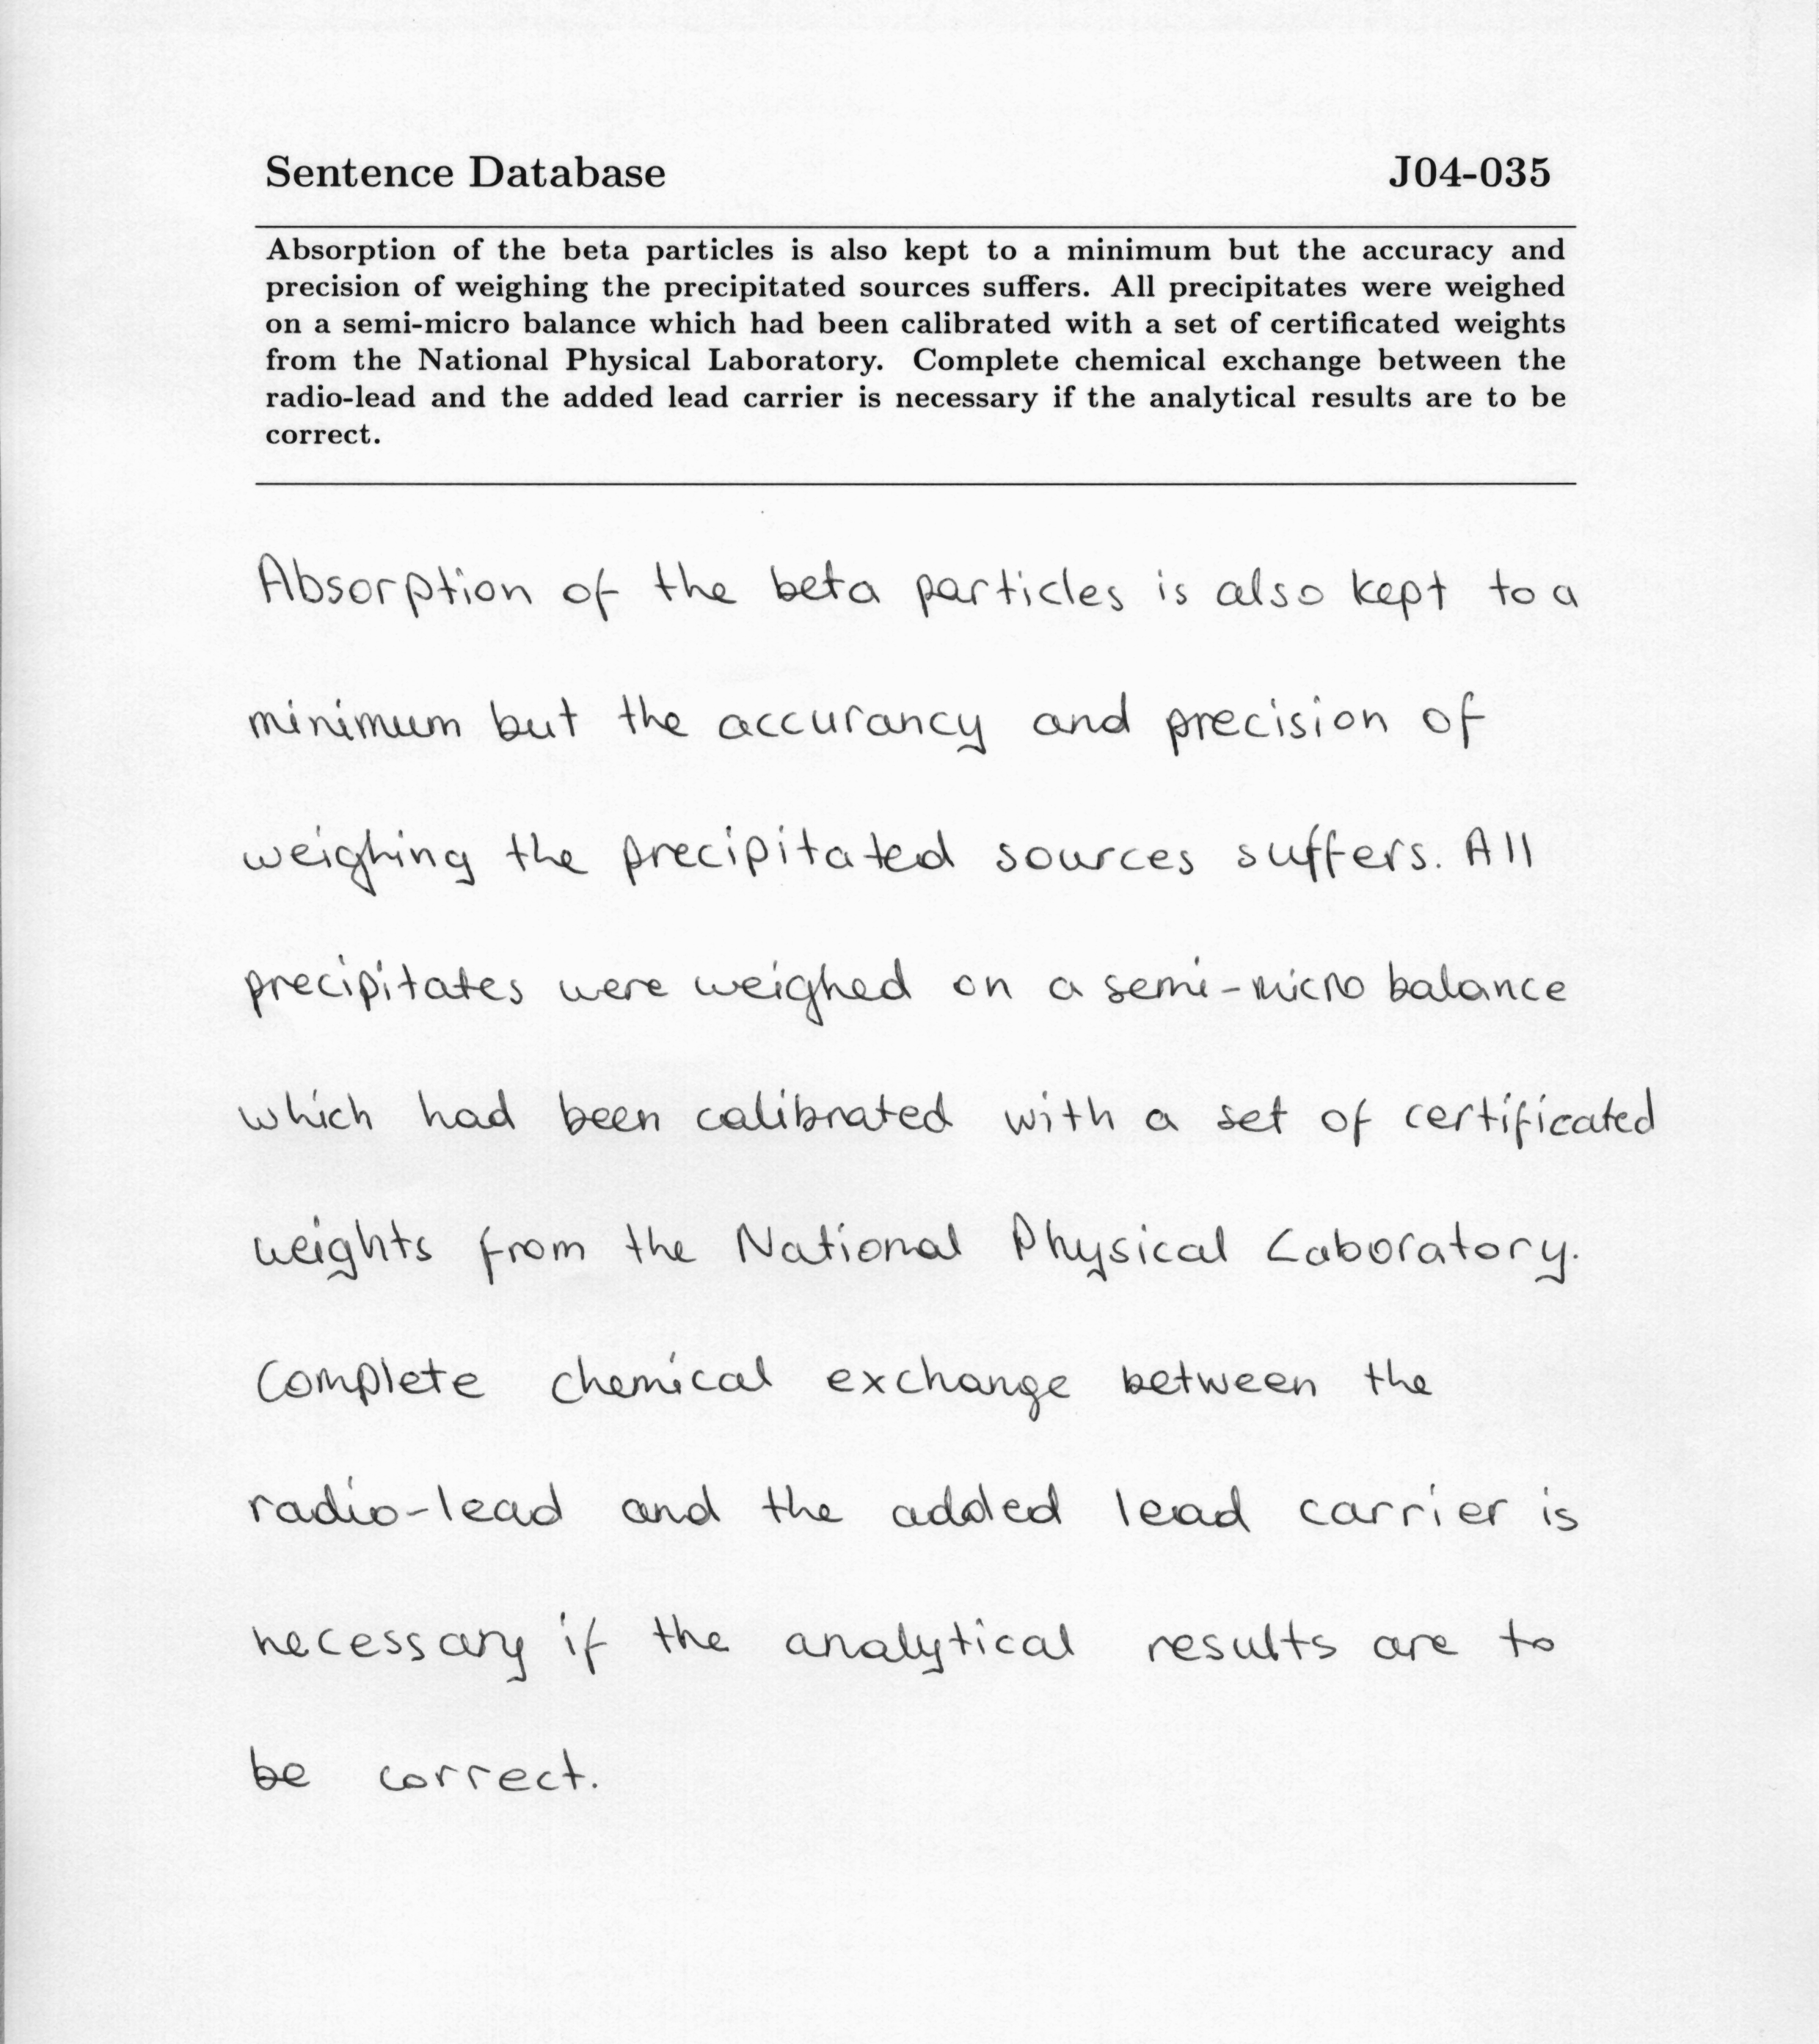 Sentence Database J04-035
Absorption of the beta particles is also kept to a minimum but the accuracy and
precision of weighing the precipitated sources suffers. All precipitates were weighed
on a semi-micro balance which had been calibrated with a set of certificated weights
from the National Physical Laboratory. Complete chemical exchange between the
radio-lead and the added lead carrier is necessary if the analytical results are to be
correct.
Absorption of the beta particles is also kept to a
minimum but the accurancy and precision of
weighing the precipitated sources suffers. All
precipitates were weighed on a semi-micro balance
which had been calibrated with a set of certificated
weights from the National Physical Laboratory.
Complete chemical exchange between the
radio-lead and the added lead carrier is
necessary if the analytical results are to
be correct.